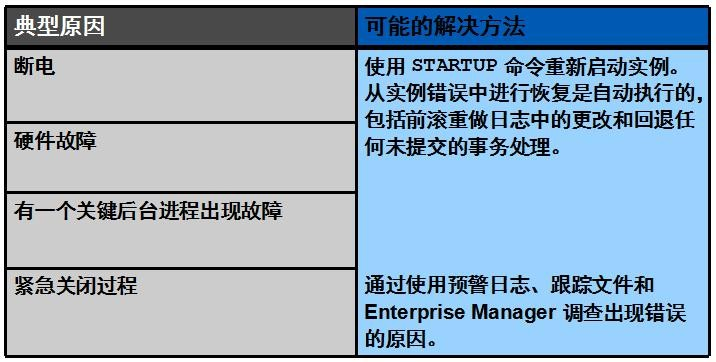 典型原因
可能的解决方法
断电
硬件故障
有一个关键后台进程出现故障
紧急关闭过程
使用 STARTUP 命令重新启动实例。
从实例错误中进行恢复是自动执行的，
包括前滚重做日志中的更改和回退任
何未提交的事务处理。
通过使用预警日志、跟踪文件和
Enterprise Manager 调查出现错误
的原因。